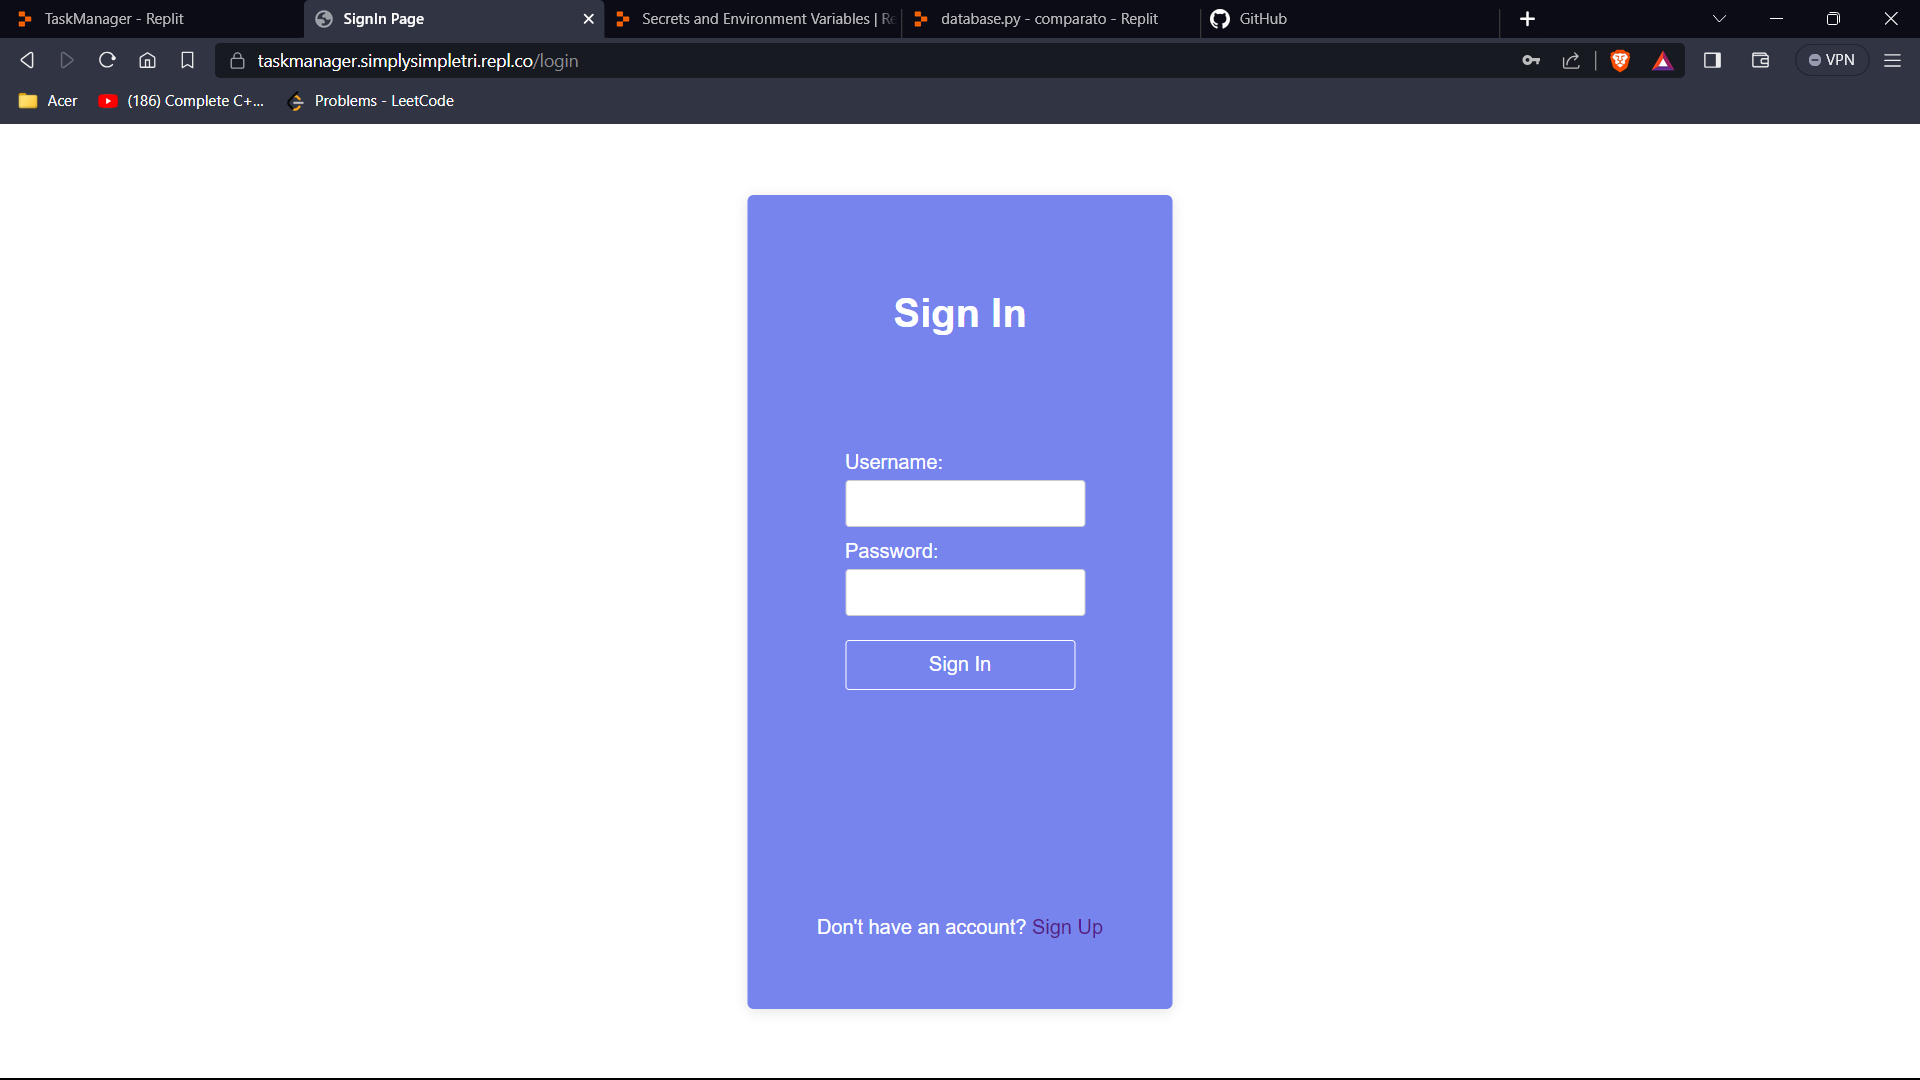 TaskManager - Replit
SignIn Page
Secrets and Environment Variables | Re
database.py - comparato - Replit
GitHub
taskmanager.simplysimpletri.repl.co/login
VPN
Acer
(186) Complete C+...
Problems - LeetCode
Sign In
Username:
Password:
Sign In
Don't have an account? Sign Up